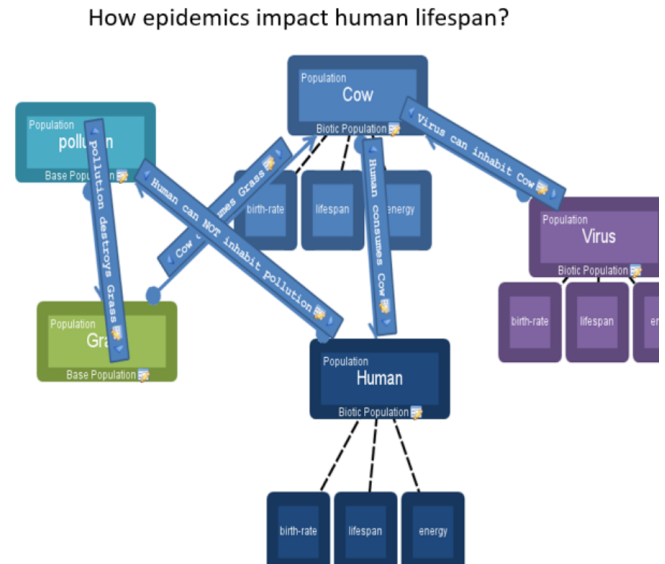 How epidemics impact human lifespan?
Population
Cow
Biotic Population
birth-rate
lifespan
energy
Population
Base Population
pollution destroys Grass
Human can NOT inhabit pollution
Grass
Human consumes Cow
Virus can inhabit Cow
Population
Virus
Biotic Population
birth-rate
lifespan
Population
Base Population
Population
Human
Biotic Population
birth-rate
lifespan
energy